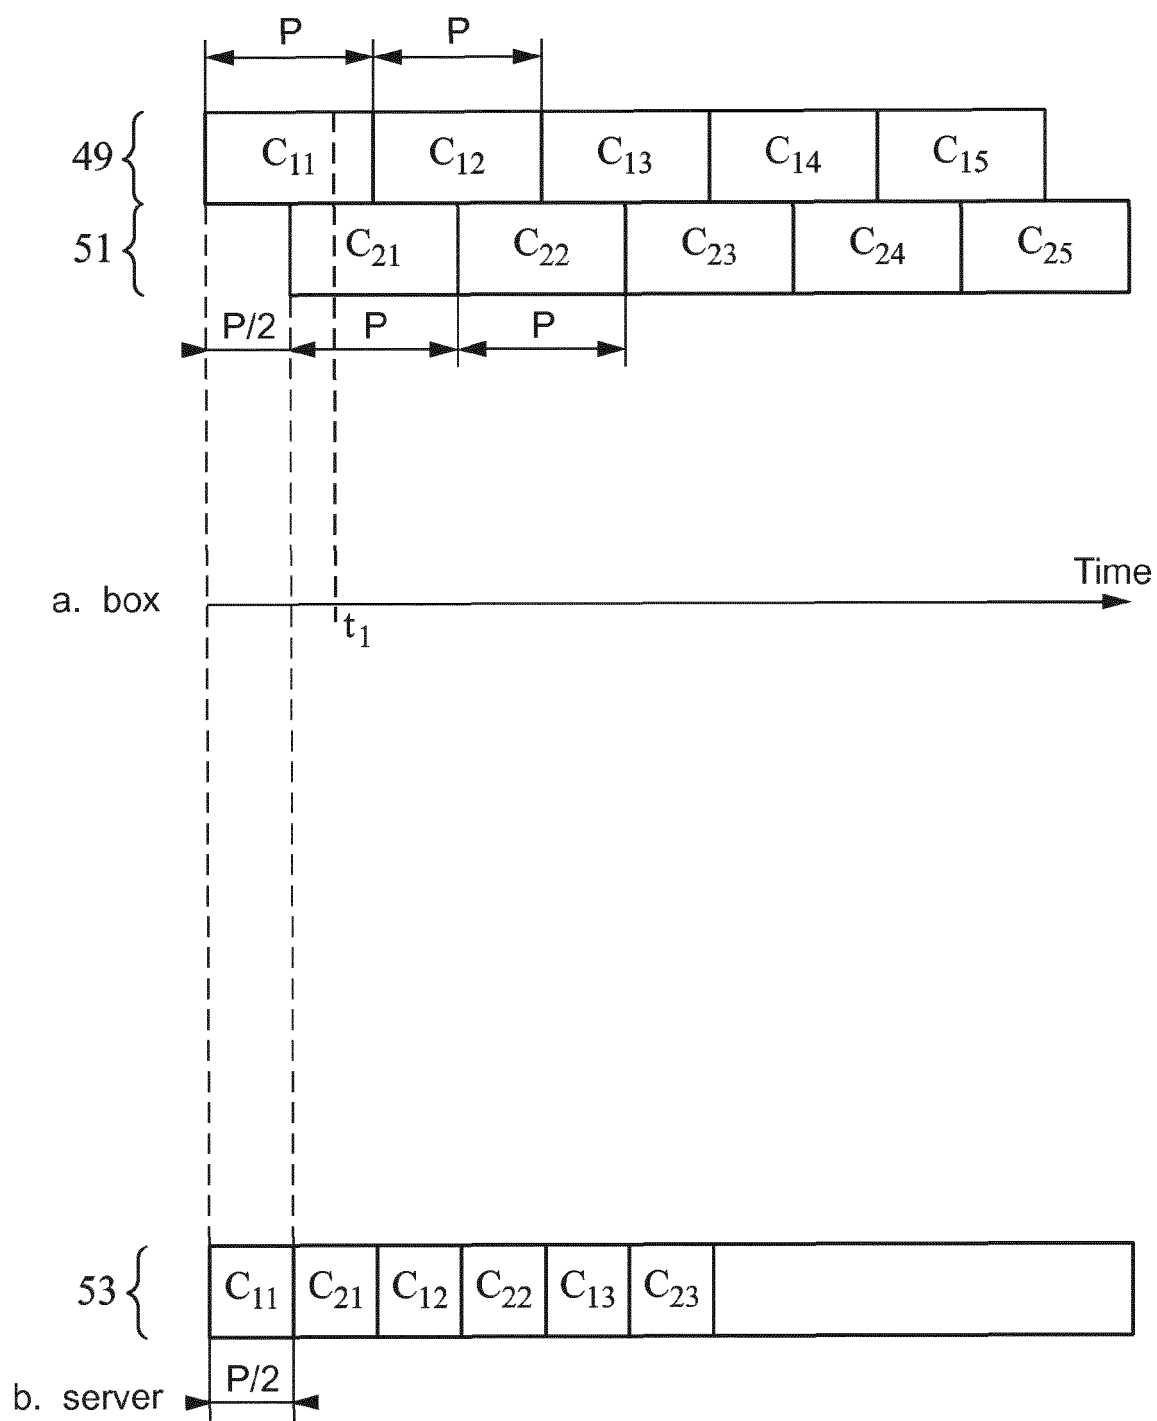 P P
49 C11 C12 C13 C14 C15
51 C21 C22 C23 C24 C25
P/2 P P
Time
a. box
t1
53 C11 C21 C12 C22 C13 C23
P/2
b. server